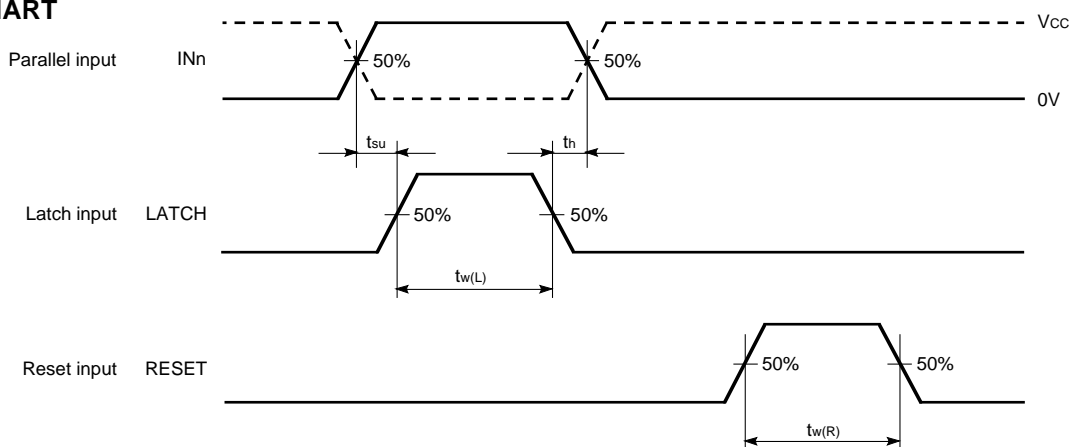 Parallel input INn 50% 50% Vcc
0V
tsu th
Latch input LATCH 50% 50%
tw(L)
Reset input RESET 50% 50%
tw(R)